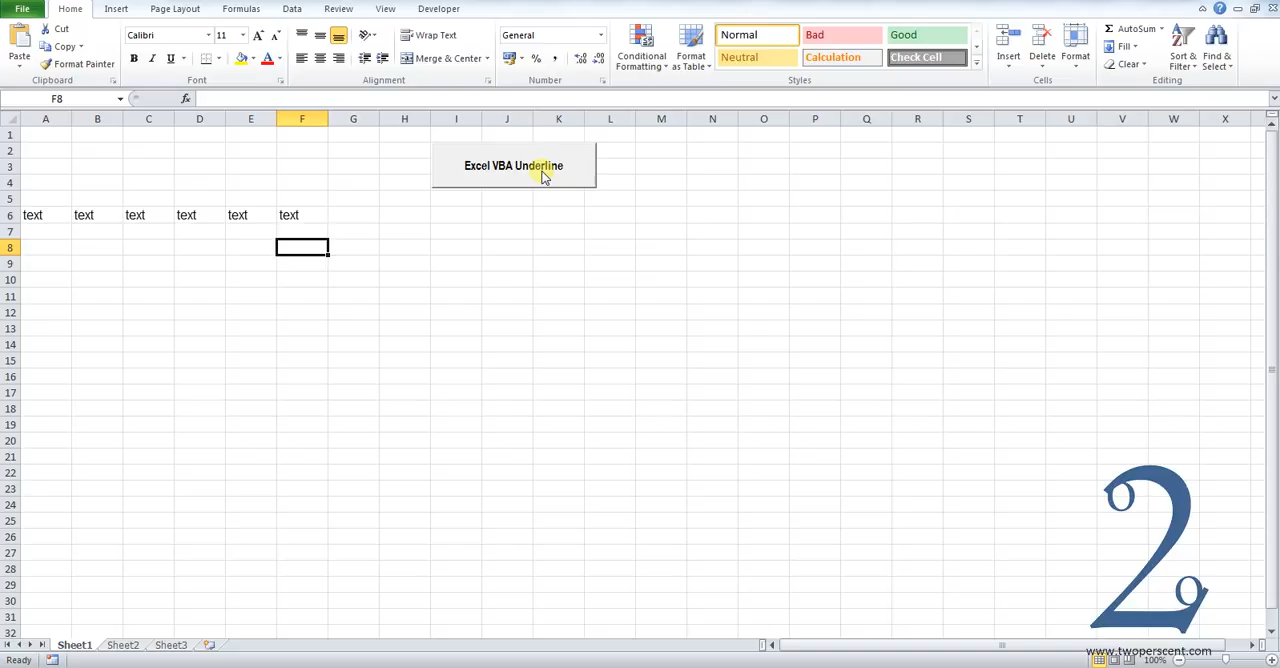 File Home Insert Page Layout Formulas Data Review View Developer
Paste Cut Copy Format Painter Clipboard
Calibri 11 A A B I U A Font
Wrap Text Merge & Center Alignment
General % , Number
Conditional Formatting Format as Table Normal Bad Good Neutral Calculation Check Cell Styles
Insert Delete Format Cells
Σ AutoSum Fill Clear Sort & Filter Find & Select Editing
F8 fx
A B C D E F G H I J K L M N O P Q R S T U V W X
1
2
3 Excel VBA Underline
4
5
6 text text text text text text
7
8
9
10
11
12
13
14
15
16
17
18
19
20
21
22
23
24
25
26
27
28
29
30
31
32
2
www.twoperscent.com
Sheet1 Sheet2 Sheet3
Ready 100%